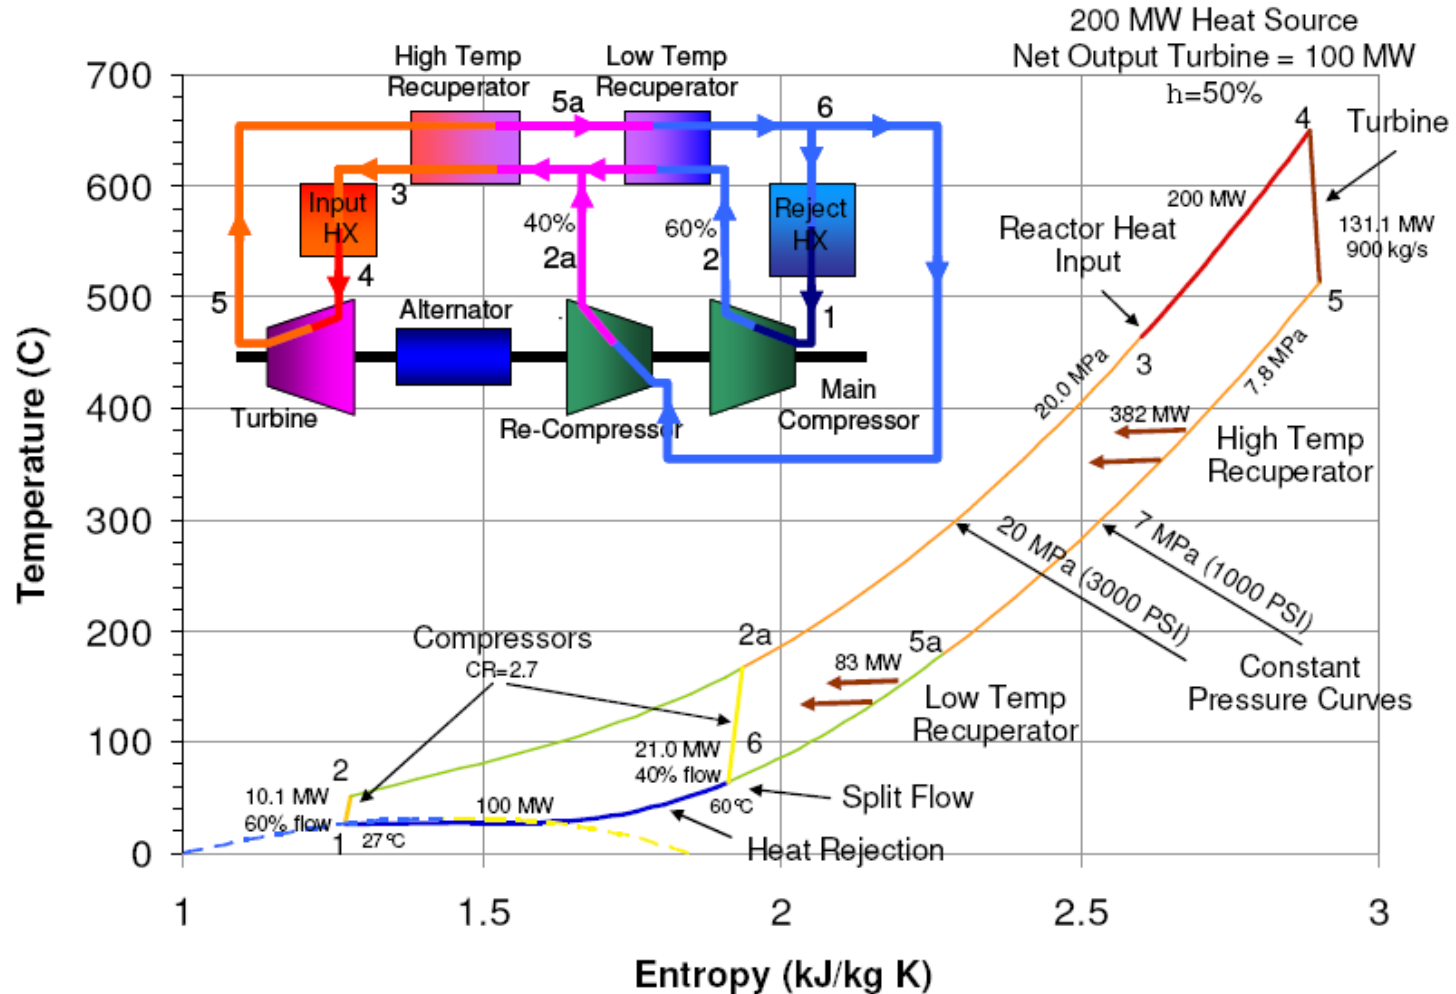 200 MW Heat Source
Net Output Turbine = 100 MW
h=50%
High Temp
Recuperator
Low Temp
Recuperator
5a
6
4
Turbine
3
Input
HX
40%
60%
Reject
HX
200 MW
131.1 MW
900 kg/s
Reactor Heat
Input
2a
2
4
5
Alternator
1
5
3
Turbine
Re-Compressor
Main
Compressor
20.0 MPa
7.8 MPa
382 MW
High Temp
Recuperator
20 MPa (3000 PSI)
7 MPa (1000 PSI)
Compressors
CR=2.7
2a
5a
83 MW
Low Temp
Recuperator
Constant
Pressure Curves
2
6
21.0 MW
40% flow
10.1 MW
60% flow
100 MW
60°C
Split Flow
1
27°C
Heat Rejection
700
600
500
400
300
200
100
0
Temperature (C)
1
1.5
2
2.5
3
Entropy (kJ/kg K)